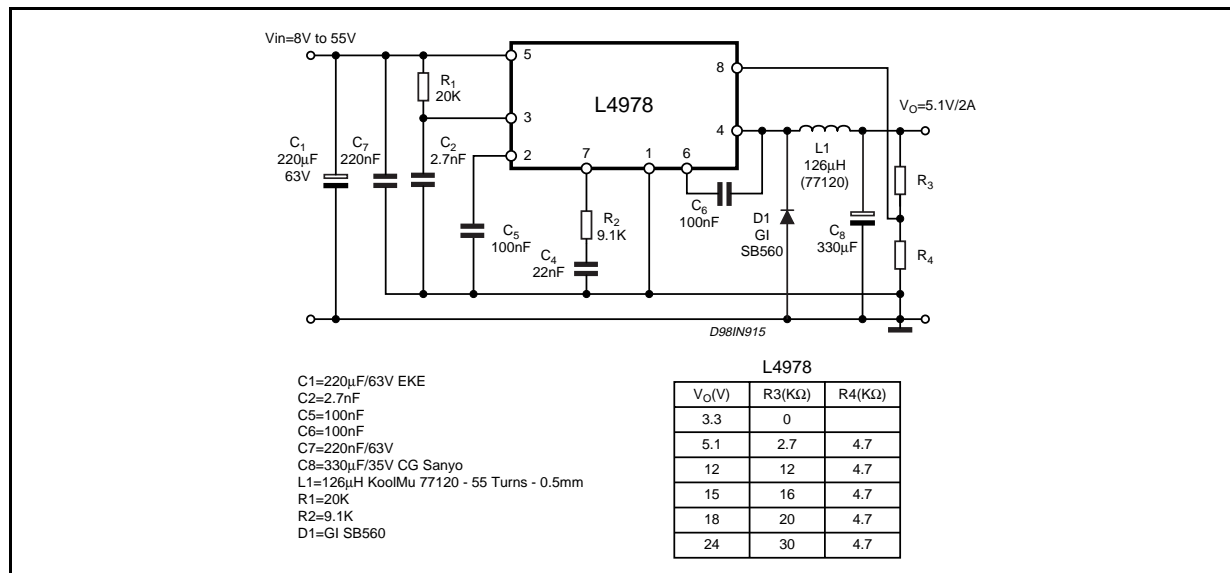 Vin=8V to 55V
5
8
R1
20K
L4978
VO=5.1V/2A
3
4
C1
220µF
63V
C7
220nF
C2
2.7nF
2
7
1
6
L1
126µH
(77120)
R3
C6
100nF
R2
9.1K
D1
GI
SB560
C8
330µF
C5
100nF
C4
22nF
R4
D98IN915
C1=220µF/63V EKE
C2=2.7nF
C5=100nF
C6=100nF
C7=220nF/63V
C8=330µF/35V CG Sanyo
L1=126µH KoolMu 77120 - 55 Turns - 0.5mm
R1=20K
R2=9.1K
D1=GI SB560
L4978
VO(V) R3(KΩ) R4(KΩ)
3.3 0
5.1 2.7 4.7
12 12 4.7
15 16 4.7
18 20 4.7
24 30 4.7